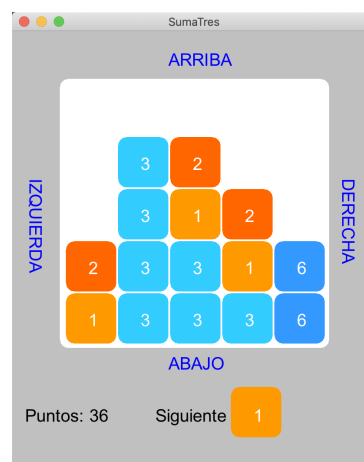 SumaTres
ARRIBA
IZQUIERDA
DERECHA
3 2
3 1 2
2 3 3 1 6
1 3 3 3 6
ABAJO
Puntos: 36 Siguiente 1